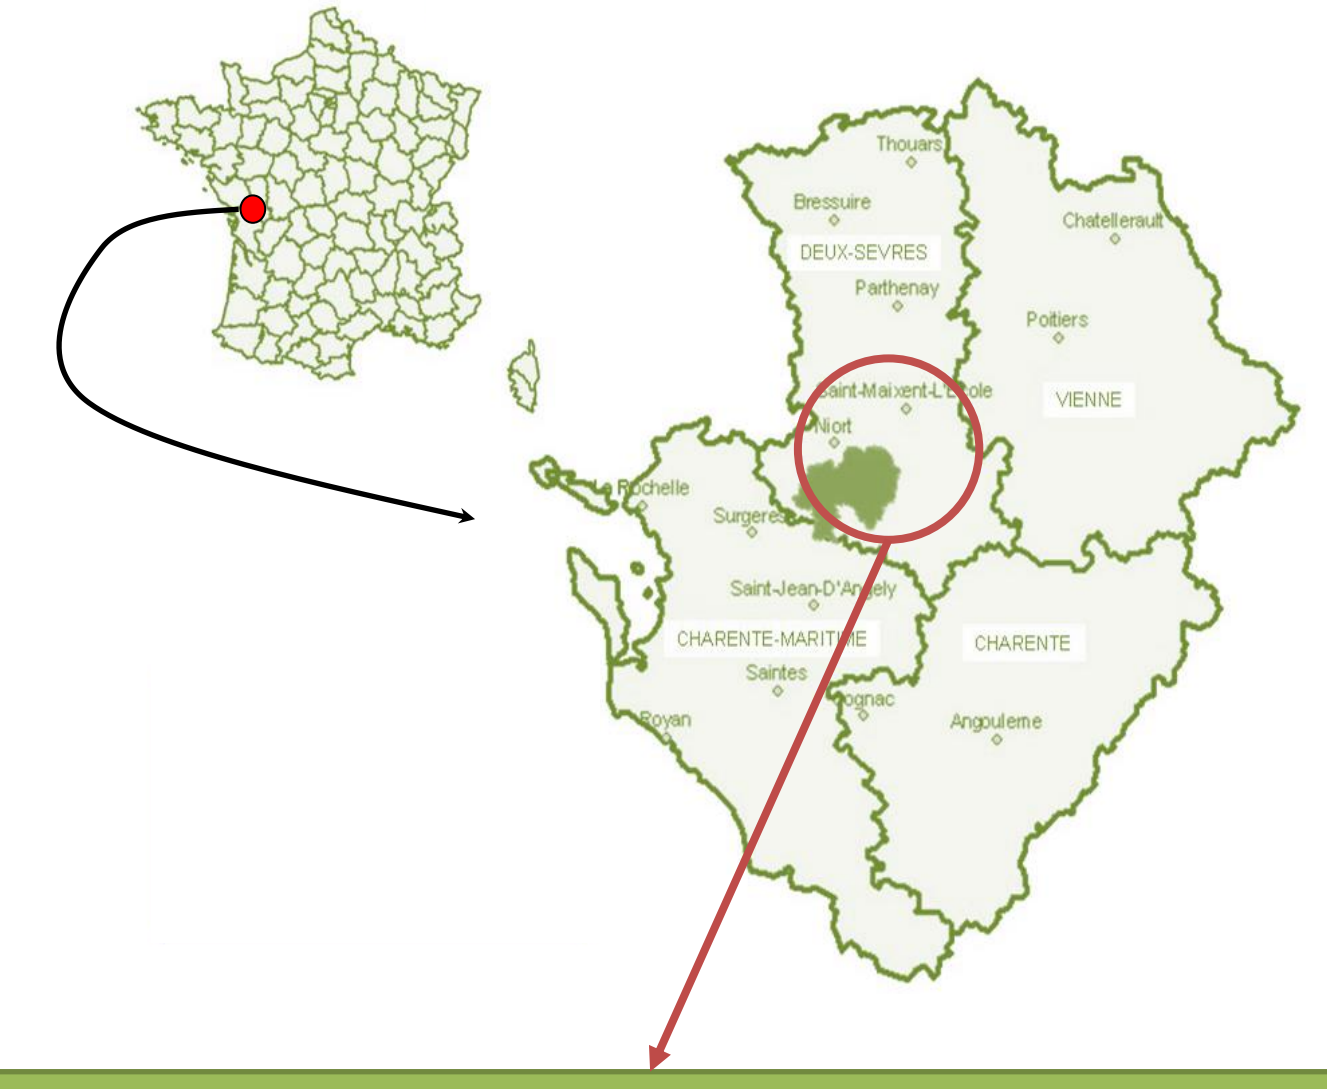 Thouars
Bressuire
Chatellerault
DEUX-SEVRES
Parthenay
Poitiers
Saint-Maixent-L'Ecole
VIENNE
Niort
La Rochelle
Surgeres
Saint-Jean-D'Angely
CHARENTE-MARITIME
CHARENTE
Saintes
Cognac
Royan
Angouleme